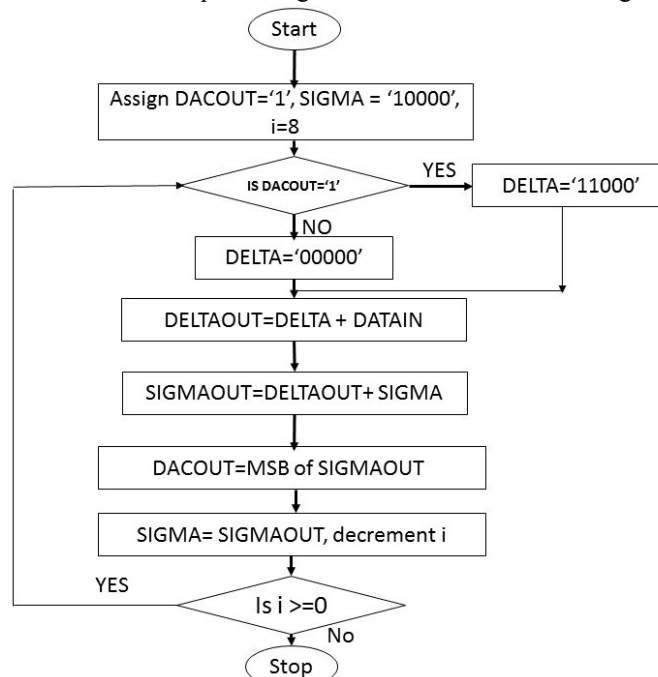 Start
Assign DACOUT=‘1’, SIGMA = ‘10000’,
i=8
IS DACOUT=‘1’
YES
DELTA=‘11000’
NO
DELTA=‘00000’
DELTAOUT=DELTA + DATAIN
SIGMAOUT=DELTAOUT+ SIGMA
DACOUT=MSB of SIGMAOUT
SIGMA= SIGMAOUT, decrement i
YES
Is i >=0
No
Stop